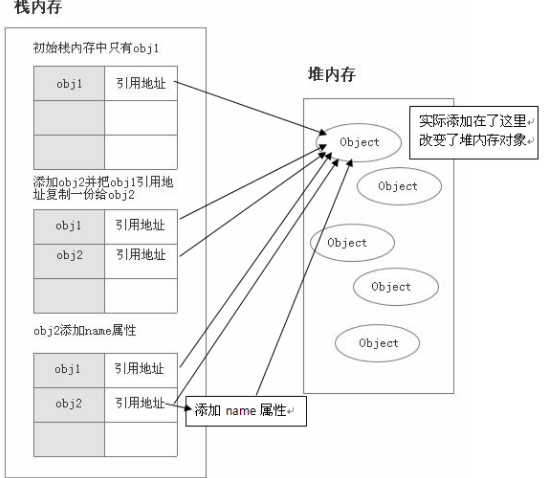 栈内存
初始栈内存中只有obj1
obj1 引用地址
添加obj2并把obj1引用地
址复制一份给obj2
obj1 引用地址
obj2 引用地址
obj2添加name属性
obj1 引用地址
obj2 引用地址
添加 name 属性↵
堆内存
Object
Object
Object
Object
Object
实际添加在了这里↵
改变了堆内存对象↵